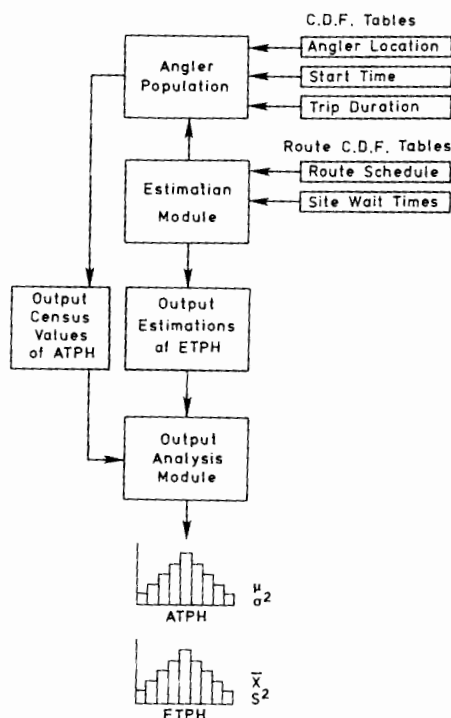 C.D.F. Tables
Angler Location
Start Time
Trip Duration
Angler
Population
Route C.D.F. Tables
Route Schedule
Site Wait Times
Estimation
Module
Output
Census
Values
of ATPH
Output
Estimations
of ETPH
Output
Analysis
Module
μ
σ²
ATPH
X̅
S²
ETPH